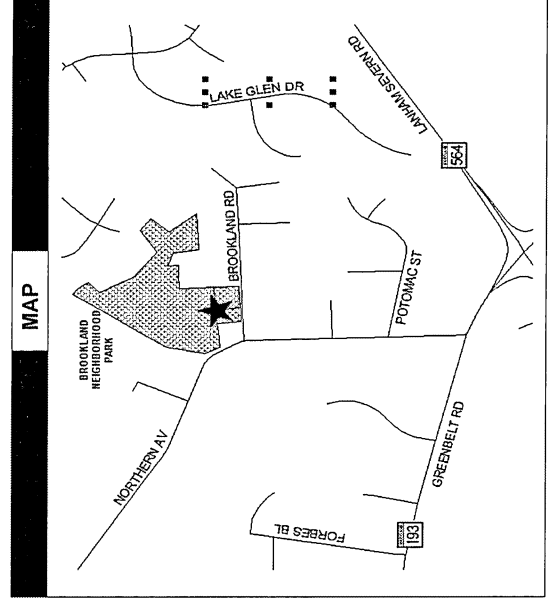 MAP
BROOKLAND
NEIGHBORHOOD
PARK
NORTHERN AV
BROOKLAND RD
LAKE GLEN DR
LANHAM SEVERN RD
564
POTOMAC ST
GREENBELT RD
FORBES BL
193